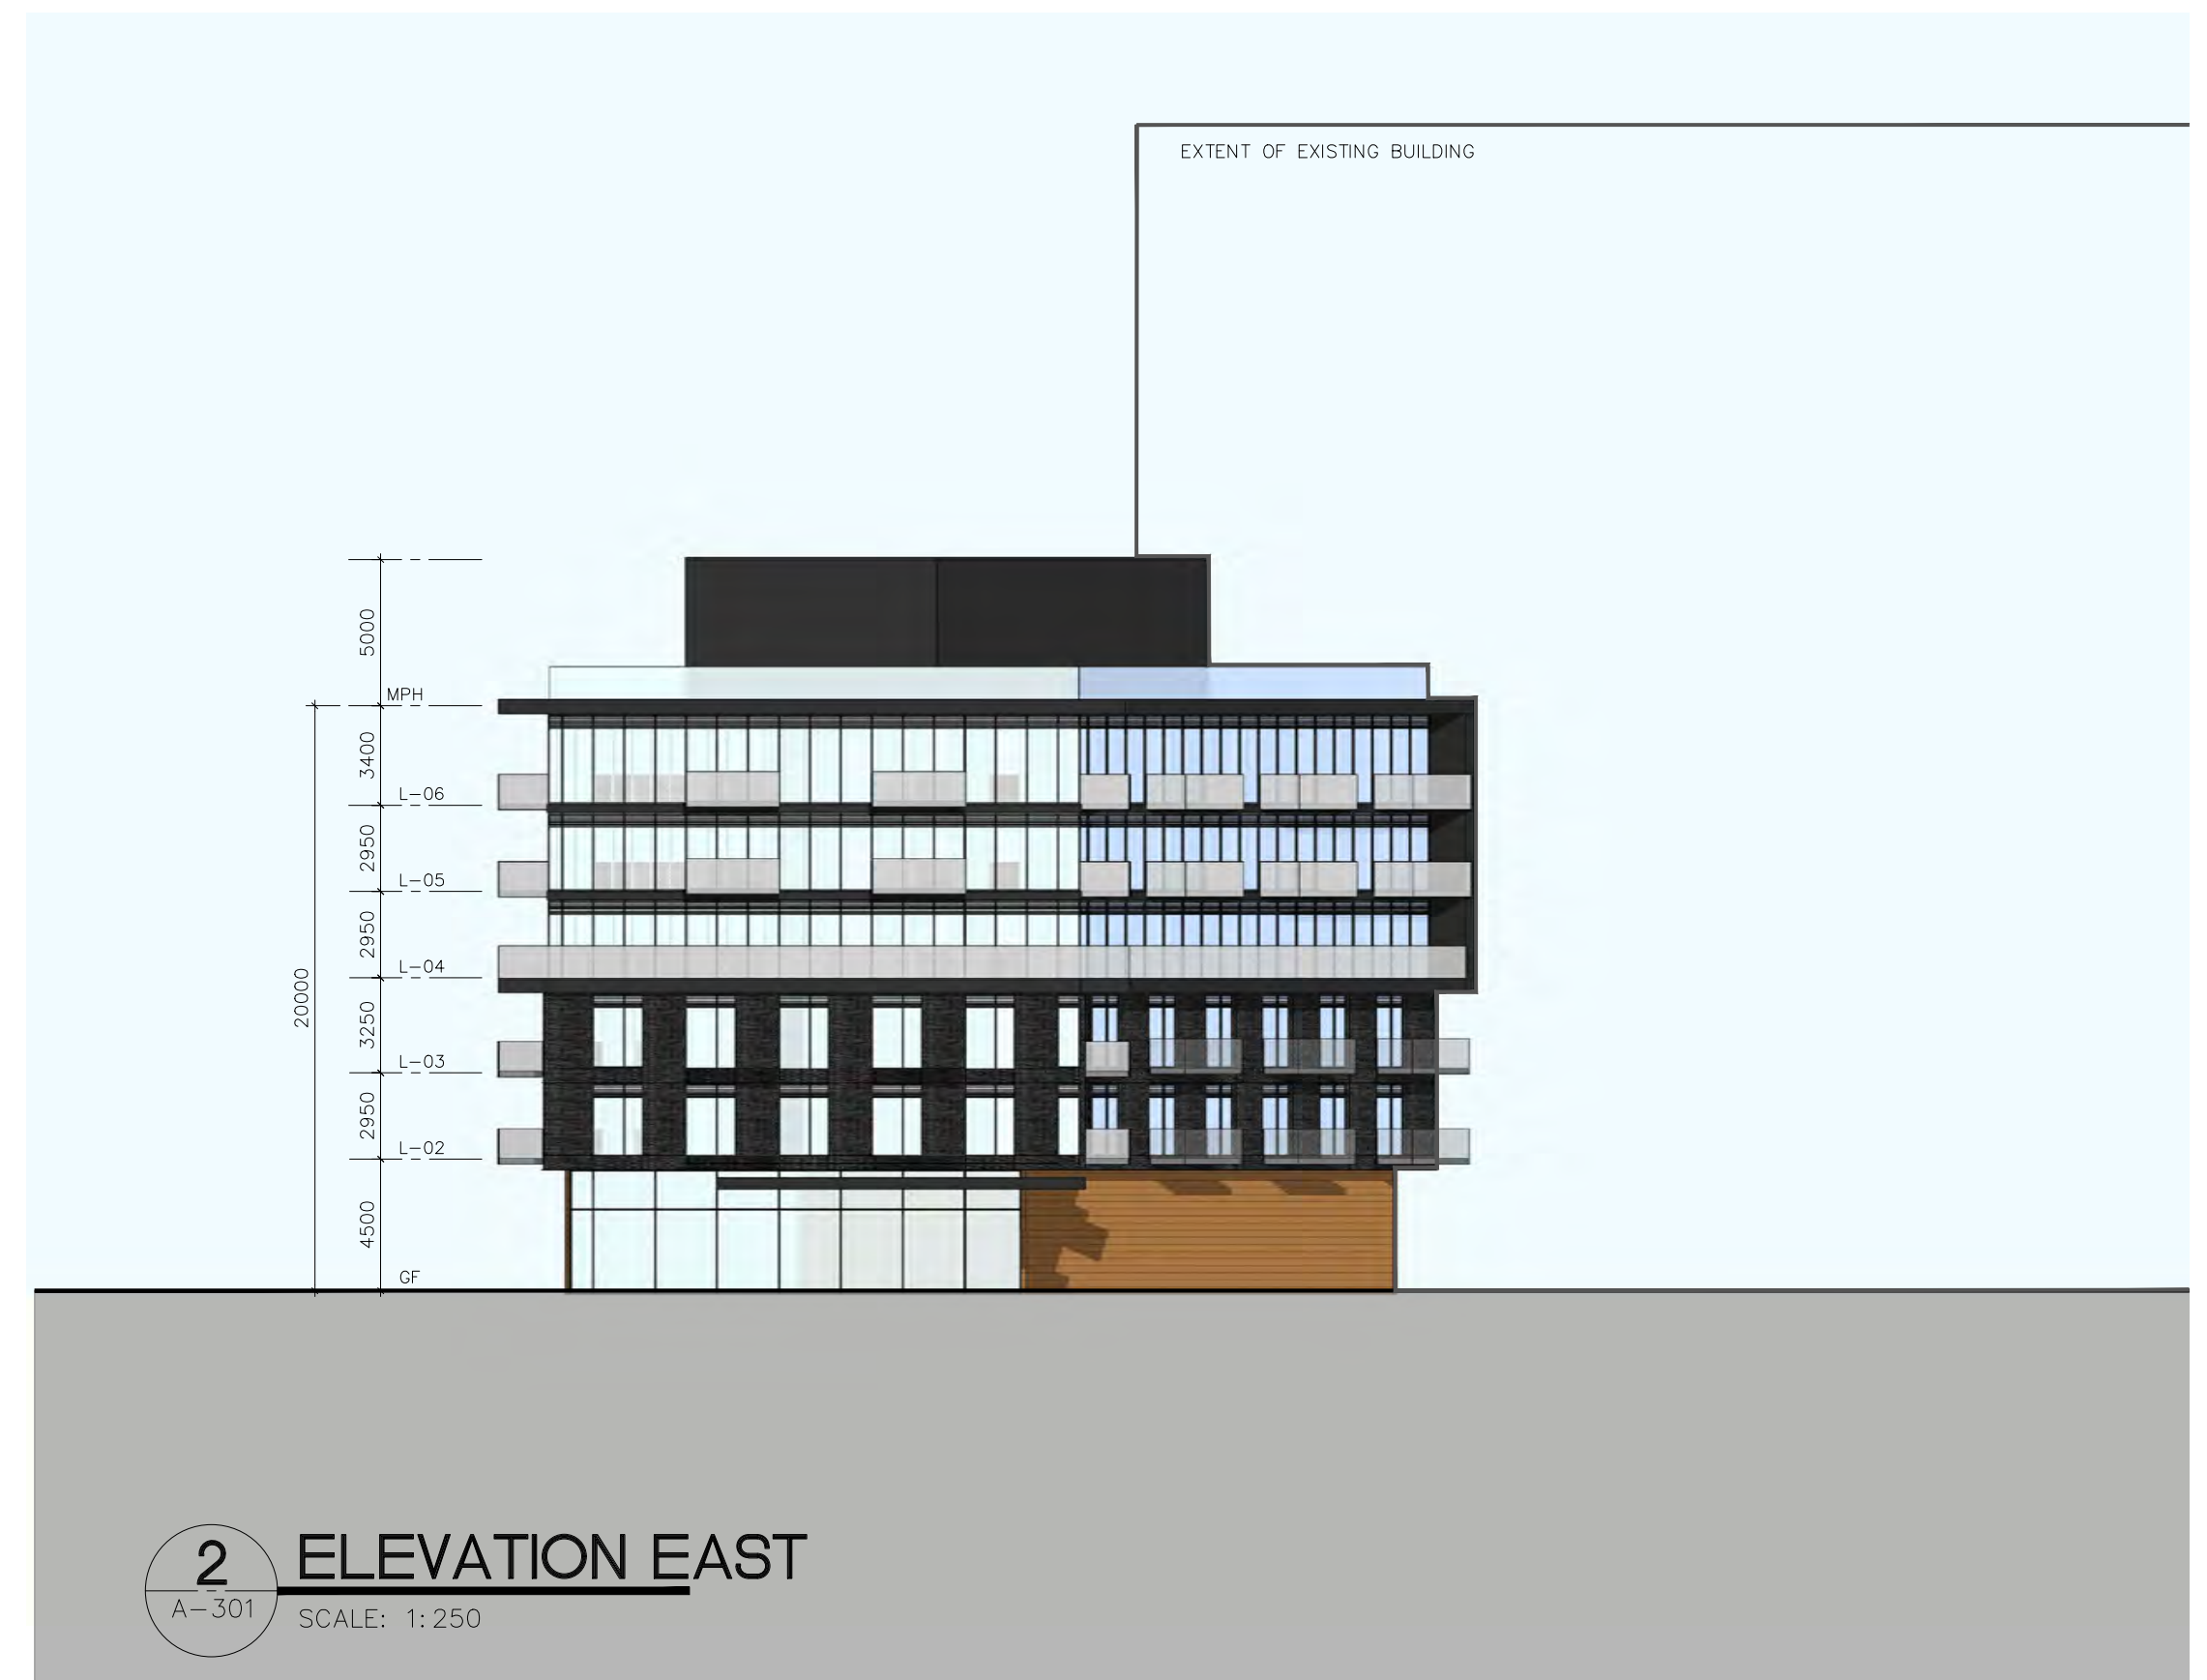 EXTENT OF EXISTING BUILDING
5000
MPH
3400
L-06
2950
L-05
2950
L-04
20000
3250
L-03
2950
L-02
4500
GF
2
A-301
ELEVATION EAST
SCALE: 1:250